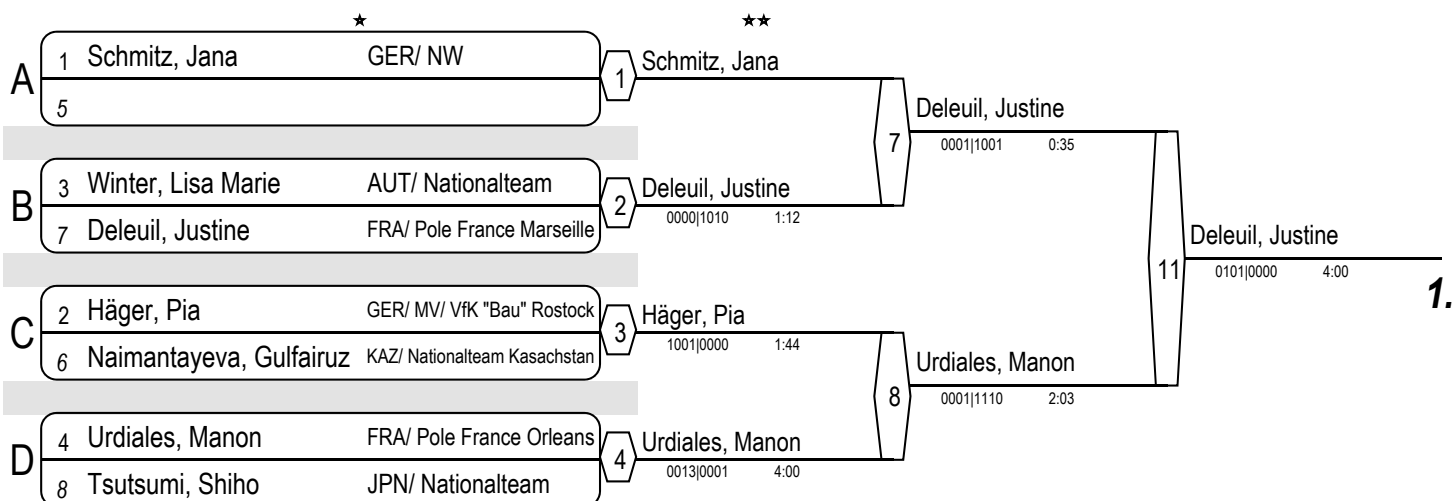 A
1 Schmitz, Jana GER/ NW
5
1 Schmitz, Jana
B
3 Winter, Lisa Marie AUT/ Nationalteam
7 Deleuil, Justine FRA/ Pole France Marseille
2 Deleuil, Justine
0000|1010 1:12
7 Deleuil, Justine
0001|1001 0:35
C
2 Häger, Pia GER/ MV/ VfK "Bau" Rostock
6 Naimantayeva, Gulfairuz KAZ/ Nationalteam Kasachstan
3 Häger, Pia
1001|0000 1:44
D
4 Urdiales, Manon FRA/ Pole France Orleans
8 Tsutsumi, Shiho JPN/ Nationalteam
4 Urdiales, Manon
0013|0001 4:00
8 Urdiales, Manon
0001|1110 2:03
11 Deleuil, Justine
0101|0000 4:00
1.